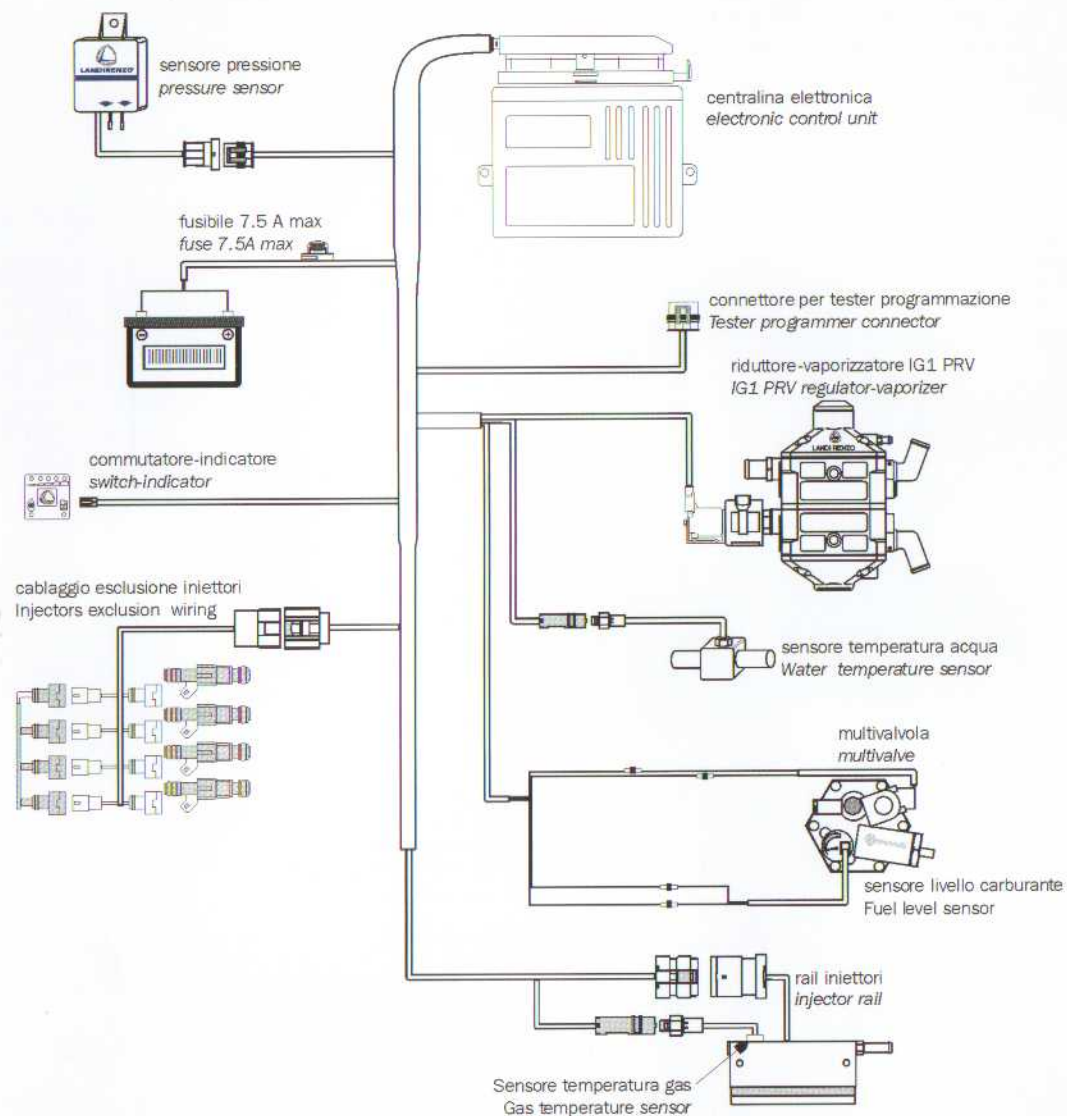 LANDIRENZO
sensore pressione
pressure sensor
centralina elettronica
electronic control unit
fusibile 7.5 A max
fuse 7.5A max
connettore per tester programmazione
Tester programmer connector
riduttore-vaporizzatore IG1 PRV
IG1 PRV regulator-vaporizer
LANDI RENZO
commutatore-indicatore
switch-indicator
cablaggio esclusione iniettori
Injectors exclusion wiring
sensore temperatura acqua
Water temperature sensor
multivalvola
multivalve
sensore livello carburante
Fuel level sensor
rail iniettori
injector rail
Sensore temperatura gas
Gas temperature sensor